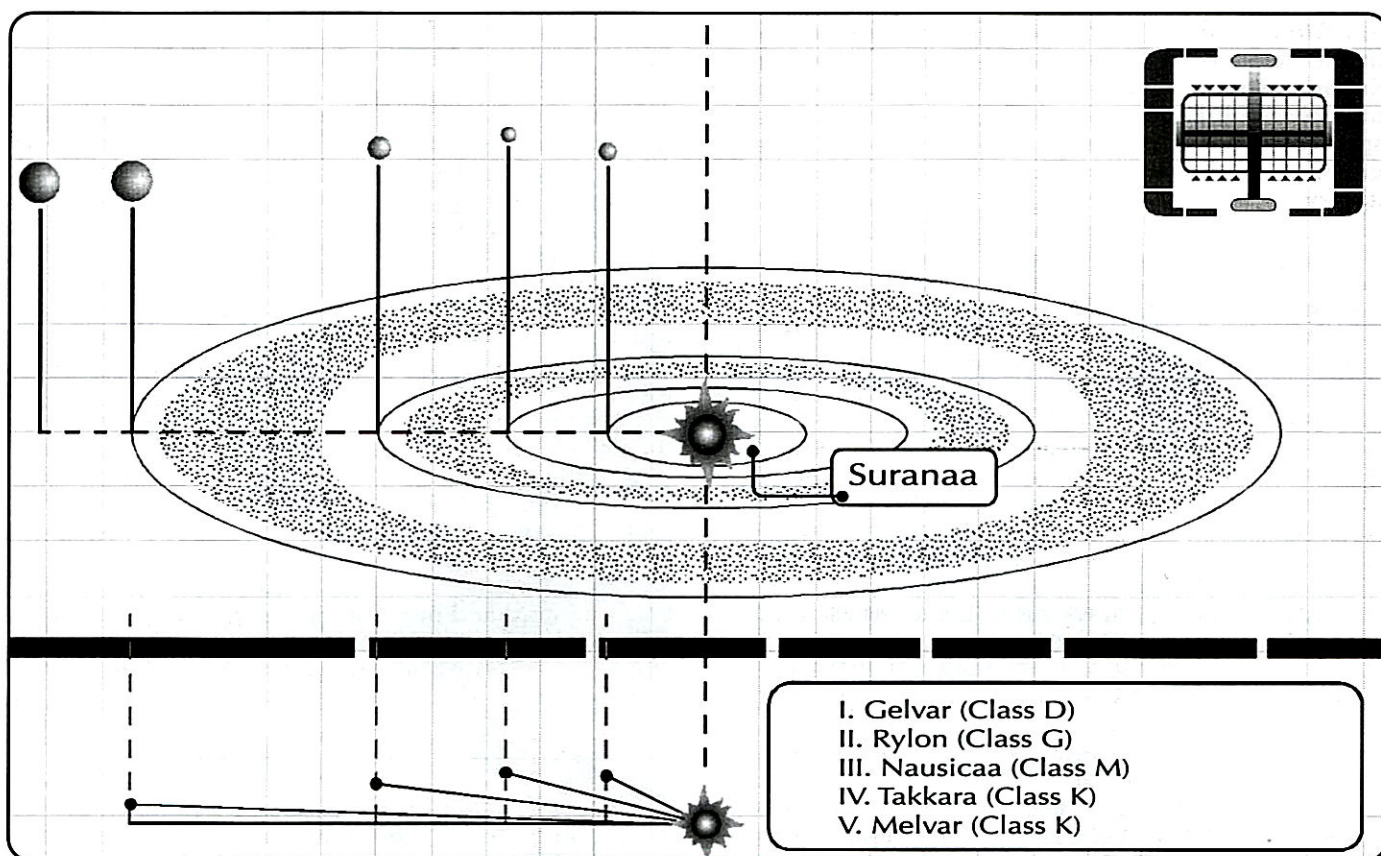 Suranaa
I. Gelvar (Class D)
II. Rylon (Class G)
III. Nausicaa (Class M)
IV. Takkara (Class K)
V. Melvar (Class K)